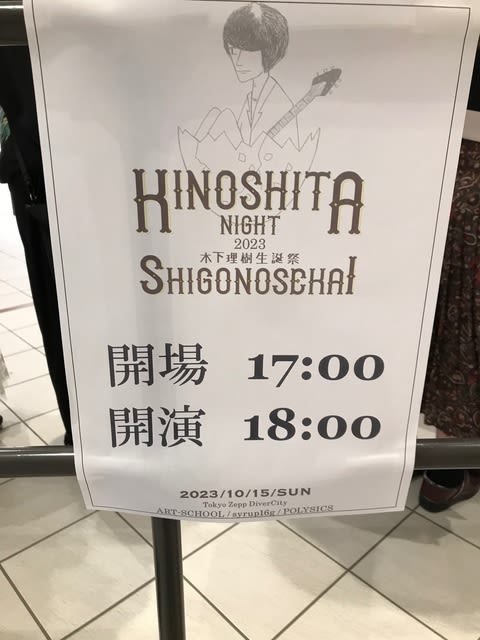 KINOSHITA
NIGHT
2023
木下理樹生誕祭
SHIGONOSEKAI
開場 17:00
開演 18:00
2023/10/15/SUN
Tokyo Zepp DiverCity
ART-SCHOOL / syrup16g / POLYSICS